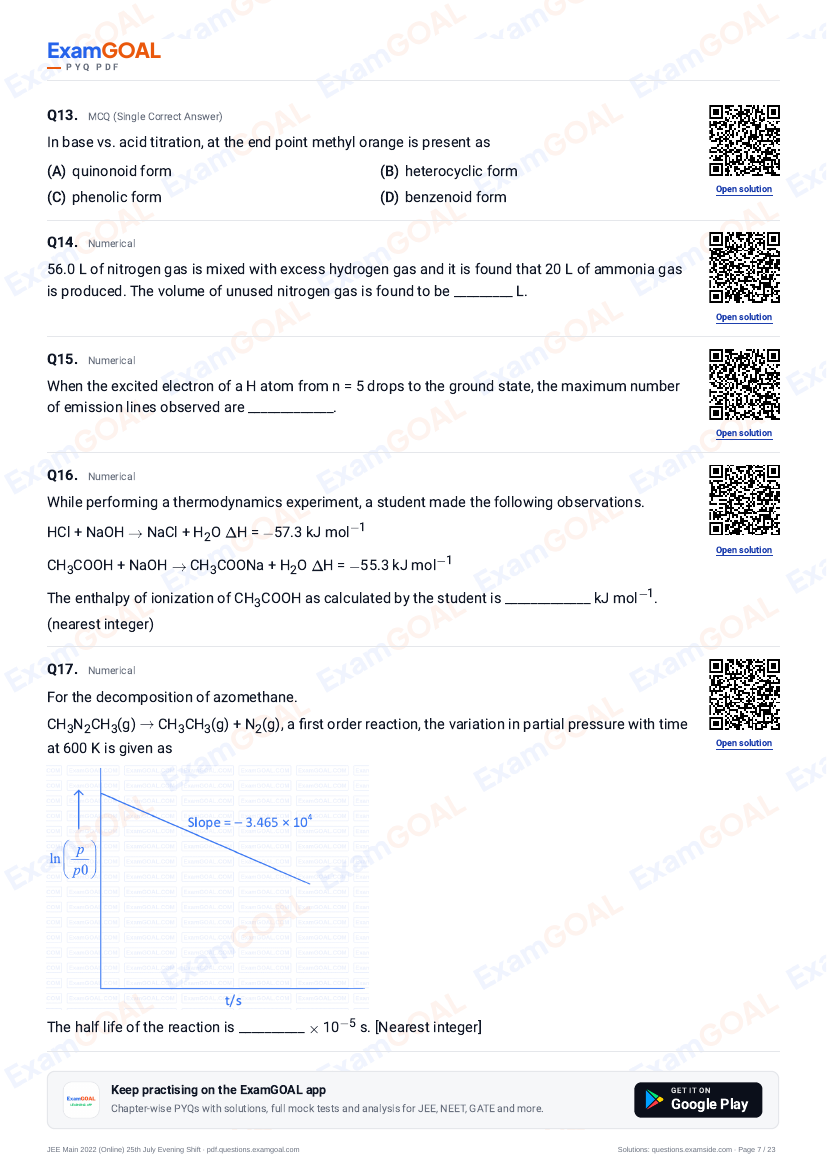 ExamGOAL
PYQ PDF
Q13. MCQ (Single Correct Answer)
In base vs. acid titration, at the end point methyl orange is present as
(A) quinonoid form (B) heterocyclic form
(C) phenolic form (D) benzenoid form
Open solution
Q14. Numerical
56.0 L of nitrogen gas is mixed with excess hydrogen gas and it is found that 20 L of ammonia gas
is produced. The volume of unused nitrogen gas is found to be _________ L.
Open solution
Q15. Numerical
When the excited electron of a H atom from n = 5 drops to the ground state, the maximum number
of emission lines observed are _____________.
Open solution
Q16. Numerical
While performing a thermodynamics experiment, a student made the following observations.
HCl + NaOH → NaCl + H₂O ΔH = −57.3 kJ mol⁻¹
CH₃COOH + NaOH → CH₃COONa + H₂O ΔH = −55.3 kJ mol⁻¹
The enthalpy of ionization of CH₃COOH as calculated by the student is _____________ kJ mol⁻¹.
(nearest integer)
Open solution
Q17. Numerical
For the decomposition of azomethane.
CH₃N₂CH₃(g) → CH₃CH₃(g) + N₂(g), a first order reaction, the variation in partial pressure with time
at 600 K is given as
Open solution
Slope = − 3.465 × 10⁴
ln(p/p0)
t/s
The half life of the reaction is __________ × 10⁻⁵ s. [Nearest integer]
Keep practising on the ExamGOAL app
Chapter-wise PYQs with solutions, full mock tests and analysis for JEE, NEET, GATE and more.
GET IT ON
Google Play
JEE Main 2022 (Online) 25th July Evening Shift · pdf.questions.examgoal.com
Solutions: questions.examside.com · Page 7 / 23